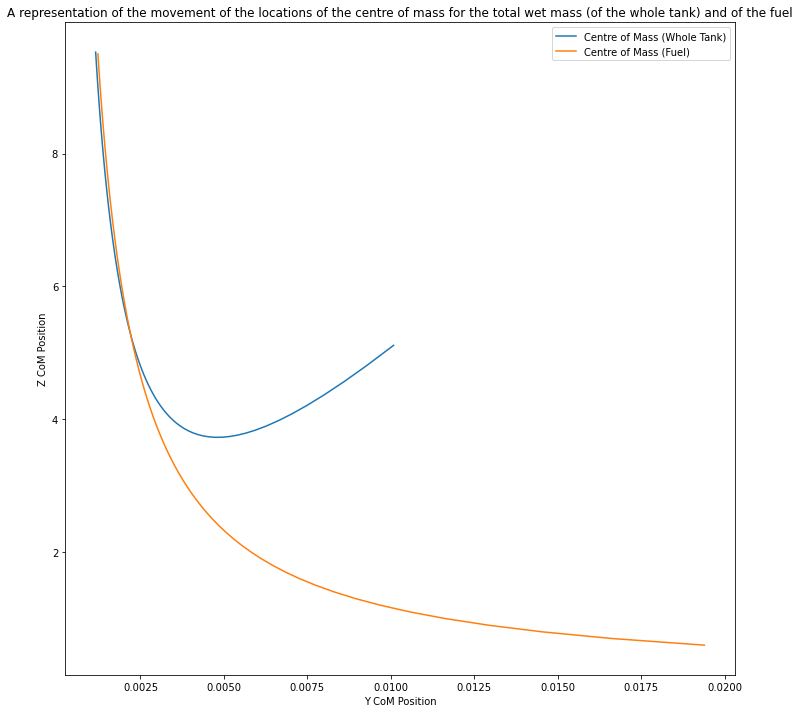 A representation of the movement of the locations of the centre of mass for the total wet mass (of the whole tank) and of the fuel
Centre of Mass (Whole Tank)
Centre of Mass (Fuel)
8
6
4
2
Z CoM Position
0.0025
0.0050
0.0075
0.0100
0.0125
0.0150
0.0175
0.0200
Y CoM Position